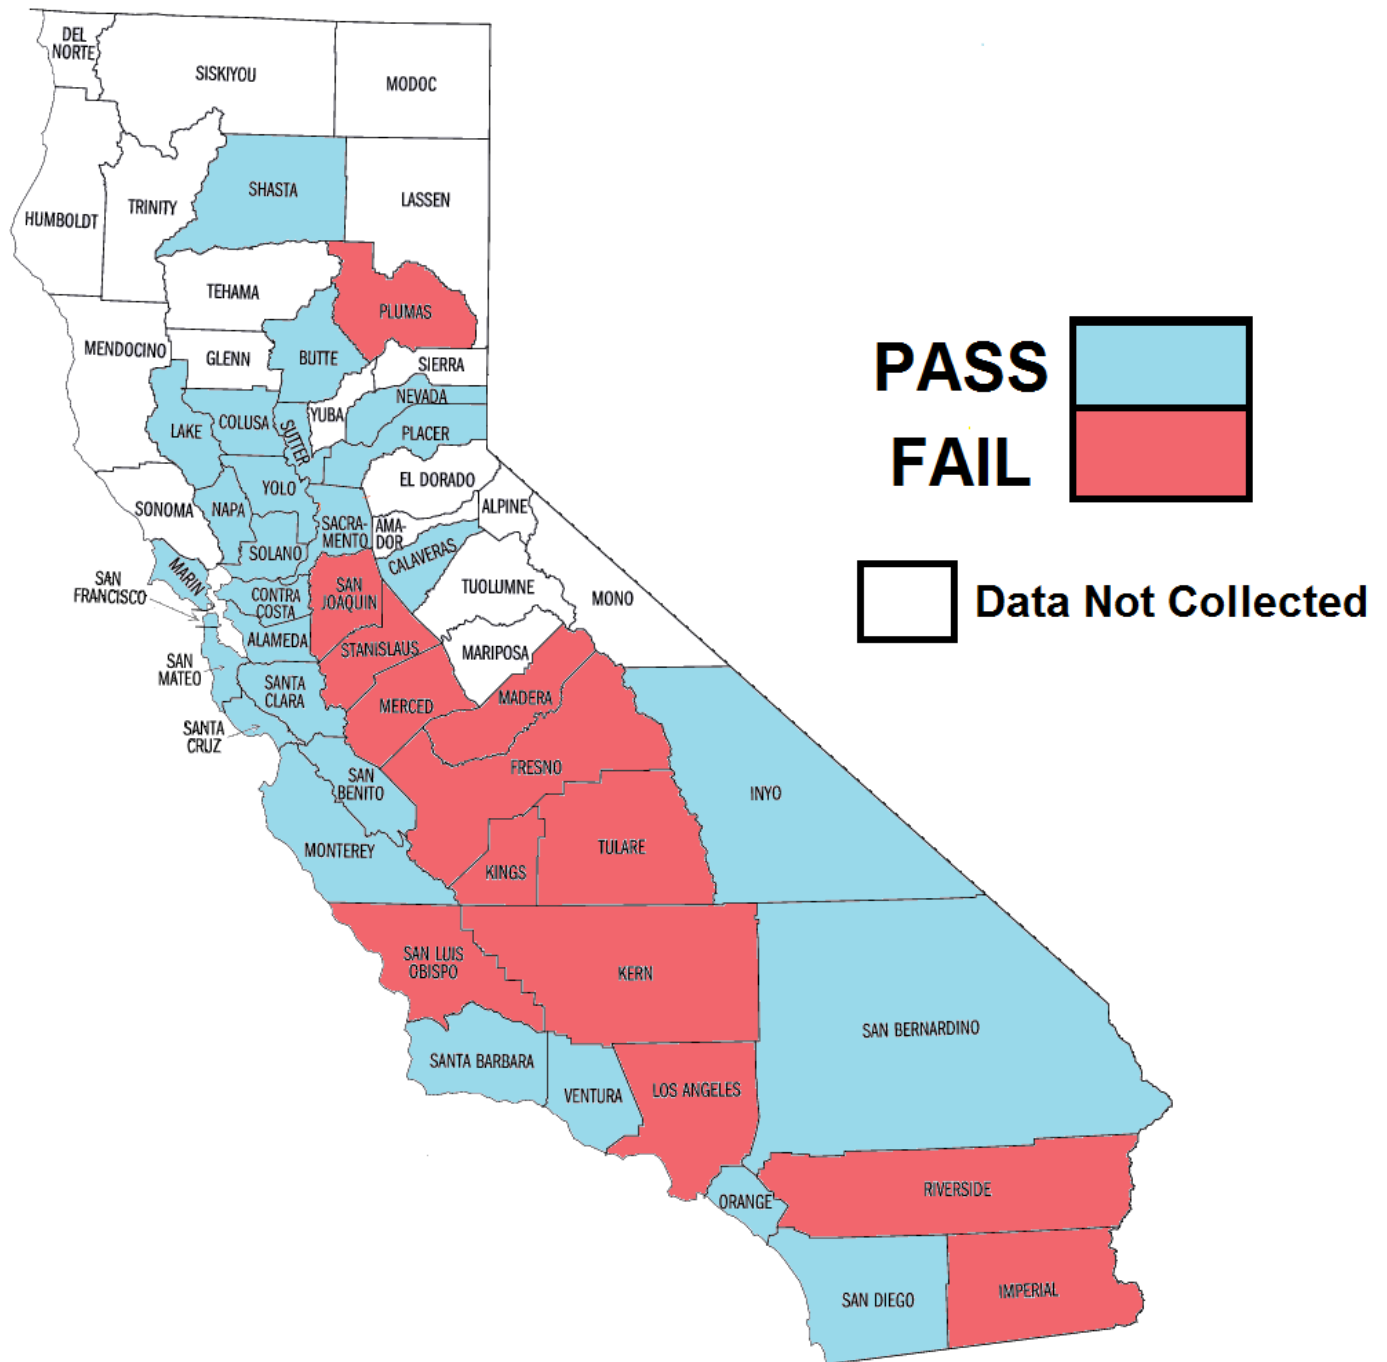 DEL
NORTE
SISKIYOU
MODOC
SHASTA
LASSEN
TRINITY
HUMBOLDT
TEHAMA
PLUMAS
MENDOCINO
GLENN
BUTTE
SIERRA
NEVADA
YUBA
COLUSA
SUTTER
LAKE
PLACER
EL DORADO
YOLO
SONOMA
NAPA
ALPINE
SACRA-
MENTO
AMA-
DOR
SOLANO
CALAVERAS
MARIN
SAN
FRANCISCO
CONTRA
COSTA
SAN
JOAQUIN
TUOLUMNE
MONO
ALAMEDA
STANISLAUS
MARIPOSA
SAN
MATEO
SANTA
CLARA
MERCED
MADERA
SANTA
CRUZ
FRESNO
SAN
BENITO
INYO
MONTEREY
TULARE
KINGS
SAN LUIS
OBISPO
KERN
SAN BERNARDINO
SANTA BARBARA
VENTURA
LOS ANGELES
ORANGE
RIVERSIDE
SAN DIEGO
IMPERIAL
PASS
FAIL
Data Not Collected